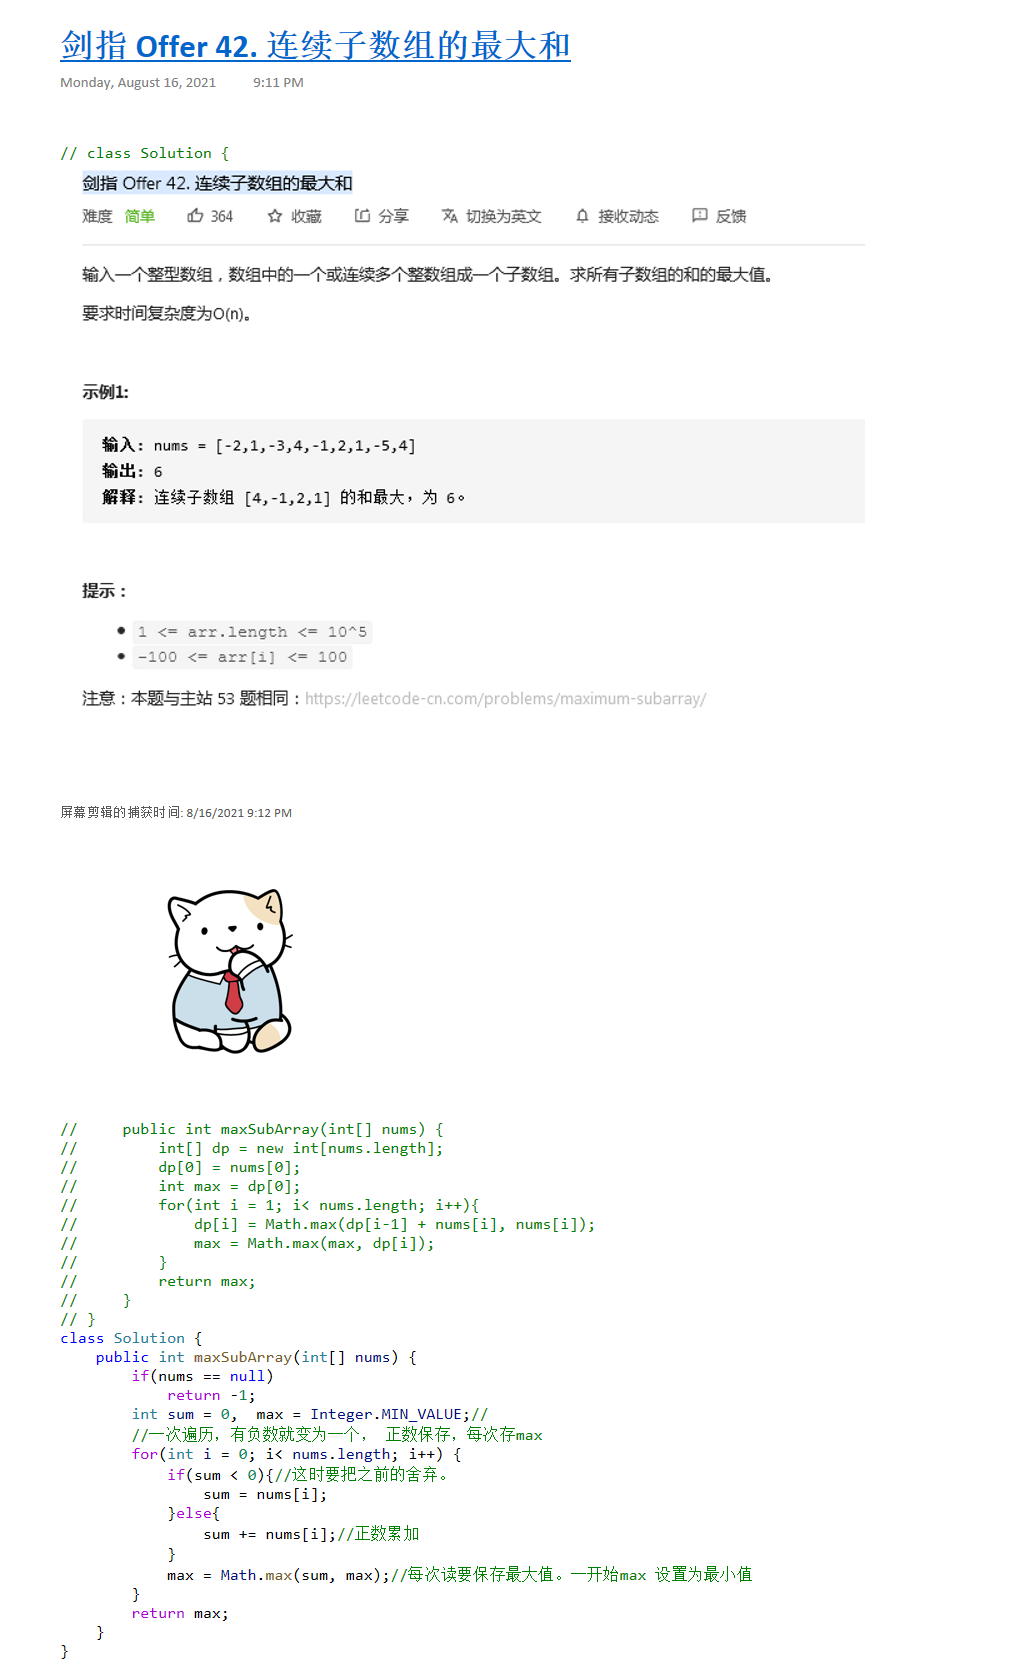 剑指 Offer 42. 连续子数组的最大和
Monday, August 16, 2021 9:11 PM
// class Solution {
剑指 Offer 42. 连续子数组的最大和
难度 简单 364 收藏 分享 切换为英文 接收动态 反馈
输入一个整型数组，数组中的一个或连续多个整数组成一个子数组。求所有子数组的和的最大值。
要求时间复杂度为O(n)。
示例1:
输入: nums = [-2,1,-3,4,-1,2,1,-5,4]
输出: 6
解释: 连续子数组 [4,-1,2,1] 的和最大，为 6。
提示：
1 <= arr.length <= 10^5
-100 <= arr[i] <= 100
注意：本题与主站 53 题相同：https://leetcode-cn.com/problems/maximum-subarray/
屏幕剪辑的捕获时间: 8/16/2021 9:12 PM
//     public int maxSubArray(int[] nums) {
//         int[] dp = new int[nums.length];
//         dp[0] = nums[0];
//         int max = dp[0];
//         for(int i = 1; i< nums.length; i++){
//             dp[i] = Math.max(dp[i-1] + nums[i], nums[i]);
//             max = Math.max(max, dp[i]);
//         }
//         return max;
//     }
// }
class Solution {
    public int maxSubArray(int[] nums) {
        if(nums == null)
            return -1;
        int sum = 0,  max = Integer.MIN_VALUE;//
        //一次遍历，有负数就变为一个， 正数保存，每次存max
        for(int i = 0; i< nums.length; i++) {
            if(sum < 0){//这时要把之前的舍弃。
                sum = nums[i];
            }else{
                sum += nums[i];//正数累加
            }
            max = Math.max(sum, max);//每次读要保存最大值。一开始max 设置为最小值
        }
        return max;
    }
}